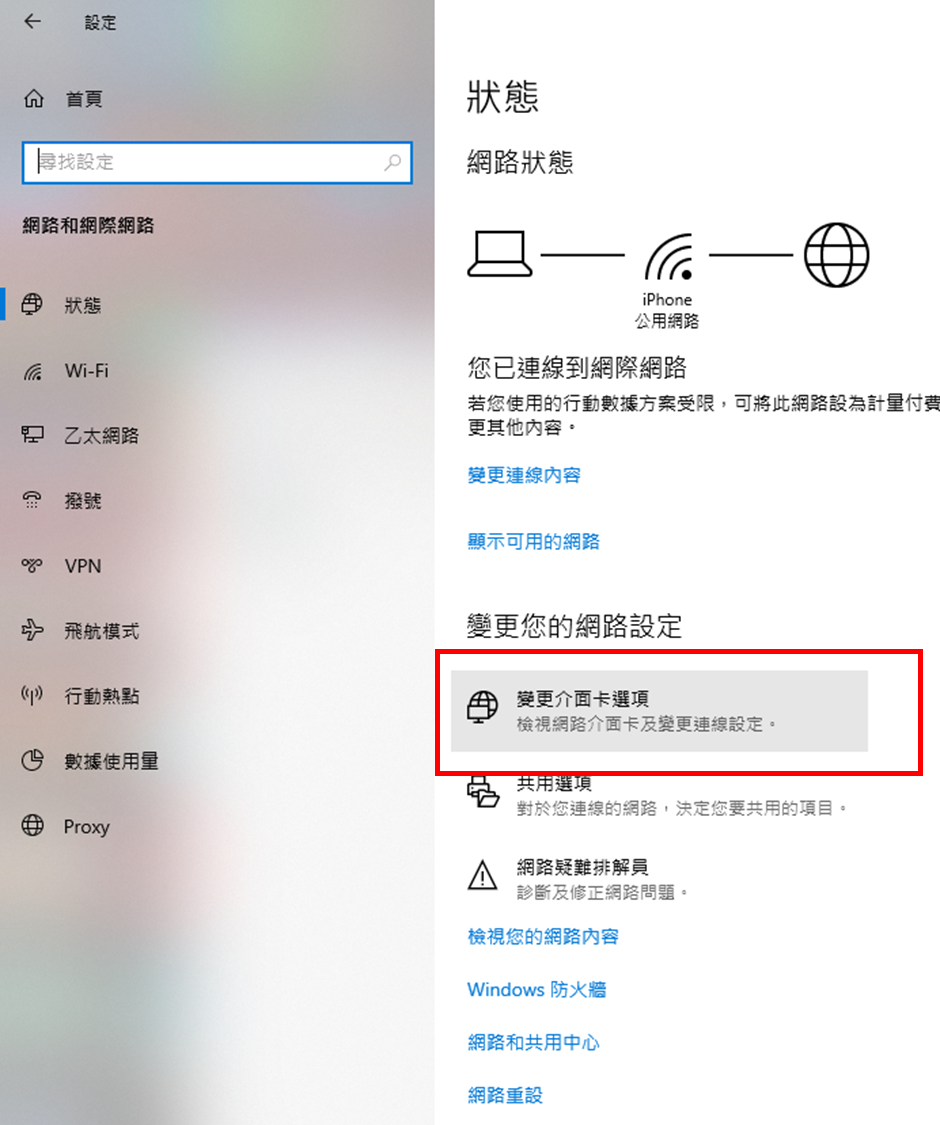 設定
首頁
尋找設定
網路和網際網路
狀態
Wi-Fi
乙太網路
撥號
VPN
飛航模式
行動熱點
數據使用量
Proxy
狀態
網路狀態
iPhone
公用網路
您已連線到網際網路
若您使用的行動數據方案受限，可將此網路設為計量付費
更其他內容。
變更連線內容
顯示可用的網路
變更您的網路設定
變更介面卡選項
檢視網路介面卡及變更連線設定。
共用選項
對於您連線的網路，決定您要共用的項目。
網路疑難排解員
診斷及修正網路問題。
檢視您的網路內容
Windows 防火牆
網路和共用中心
網路重設